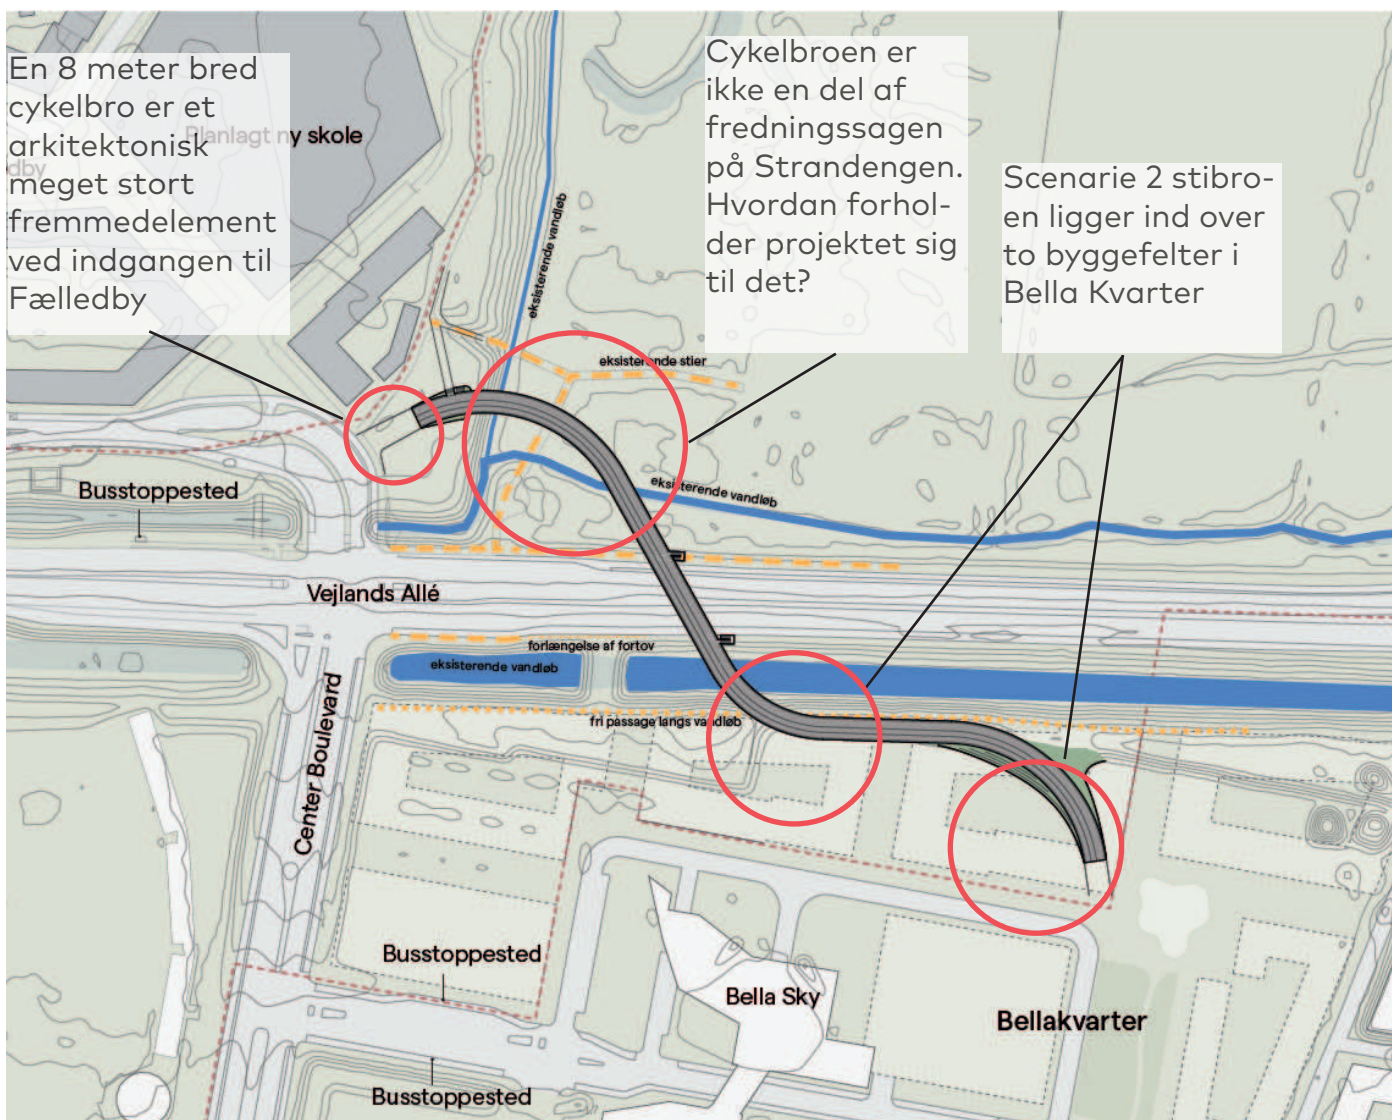 En 8 meter bred
cykelbro er et
arkitektonisk
meget stort
fremmedelement
ved indgangen til
Fælledby
Cykelbroen er
ikke en del af
fredningssagen
på Strandengen.
Hvordan forhol-
der projektet sig
til det?
Scenarie 2 stibro-
en ligger ind over
to byggefelter i
Bella Kvarter
Planlagt ny skole
dby
eksisterende vandløb
eksisterende stier
eksisterende vandløb
Busstoppested
Vejlands Allé
forlængelse af fortov
eksisterende vandløb
fri passage langs vandløb
Center Boulevard
Busstoppested
Bella Sky
Bellakvarter
Busstoppested